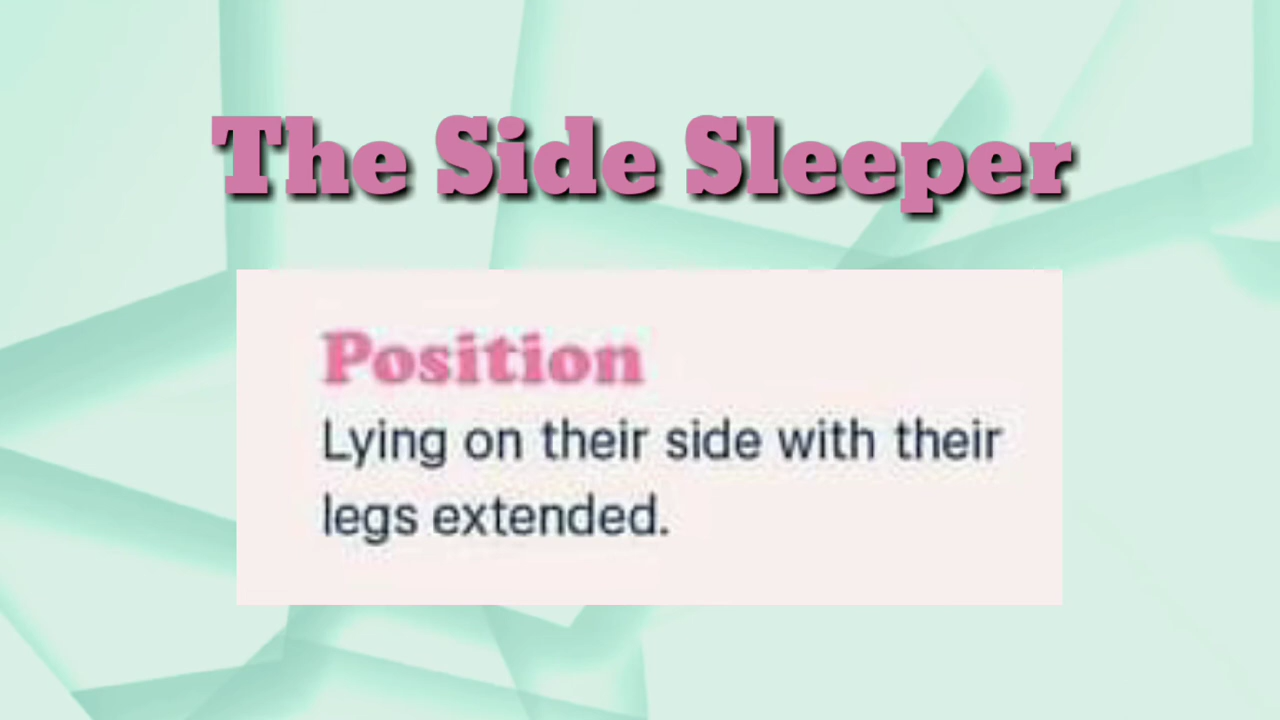 The Side Sleeper
Position
Lying on their side with their
legs extended.